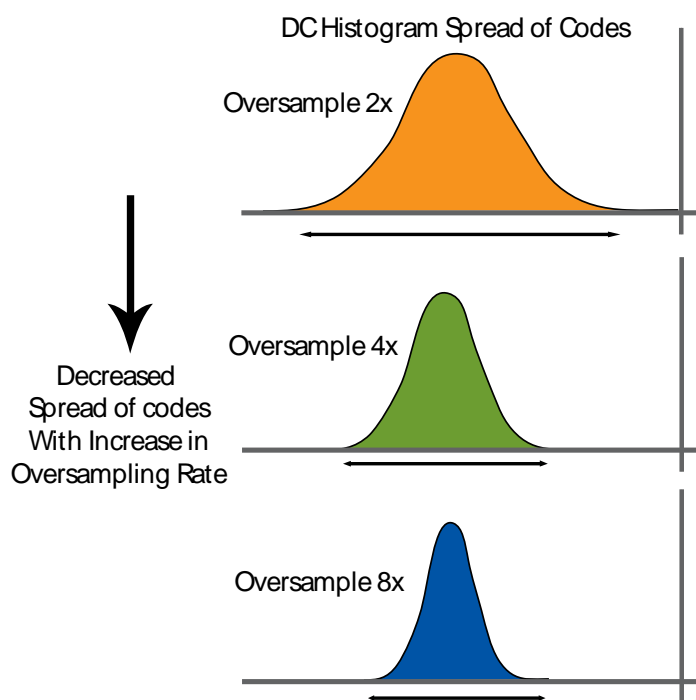 DC Histogram Spread of Codes
Oversample 2x
Oversample 4x
Decreased
Spread of codes
With Increase in
Oversampling Rate
Oversample 8x